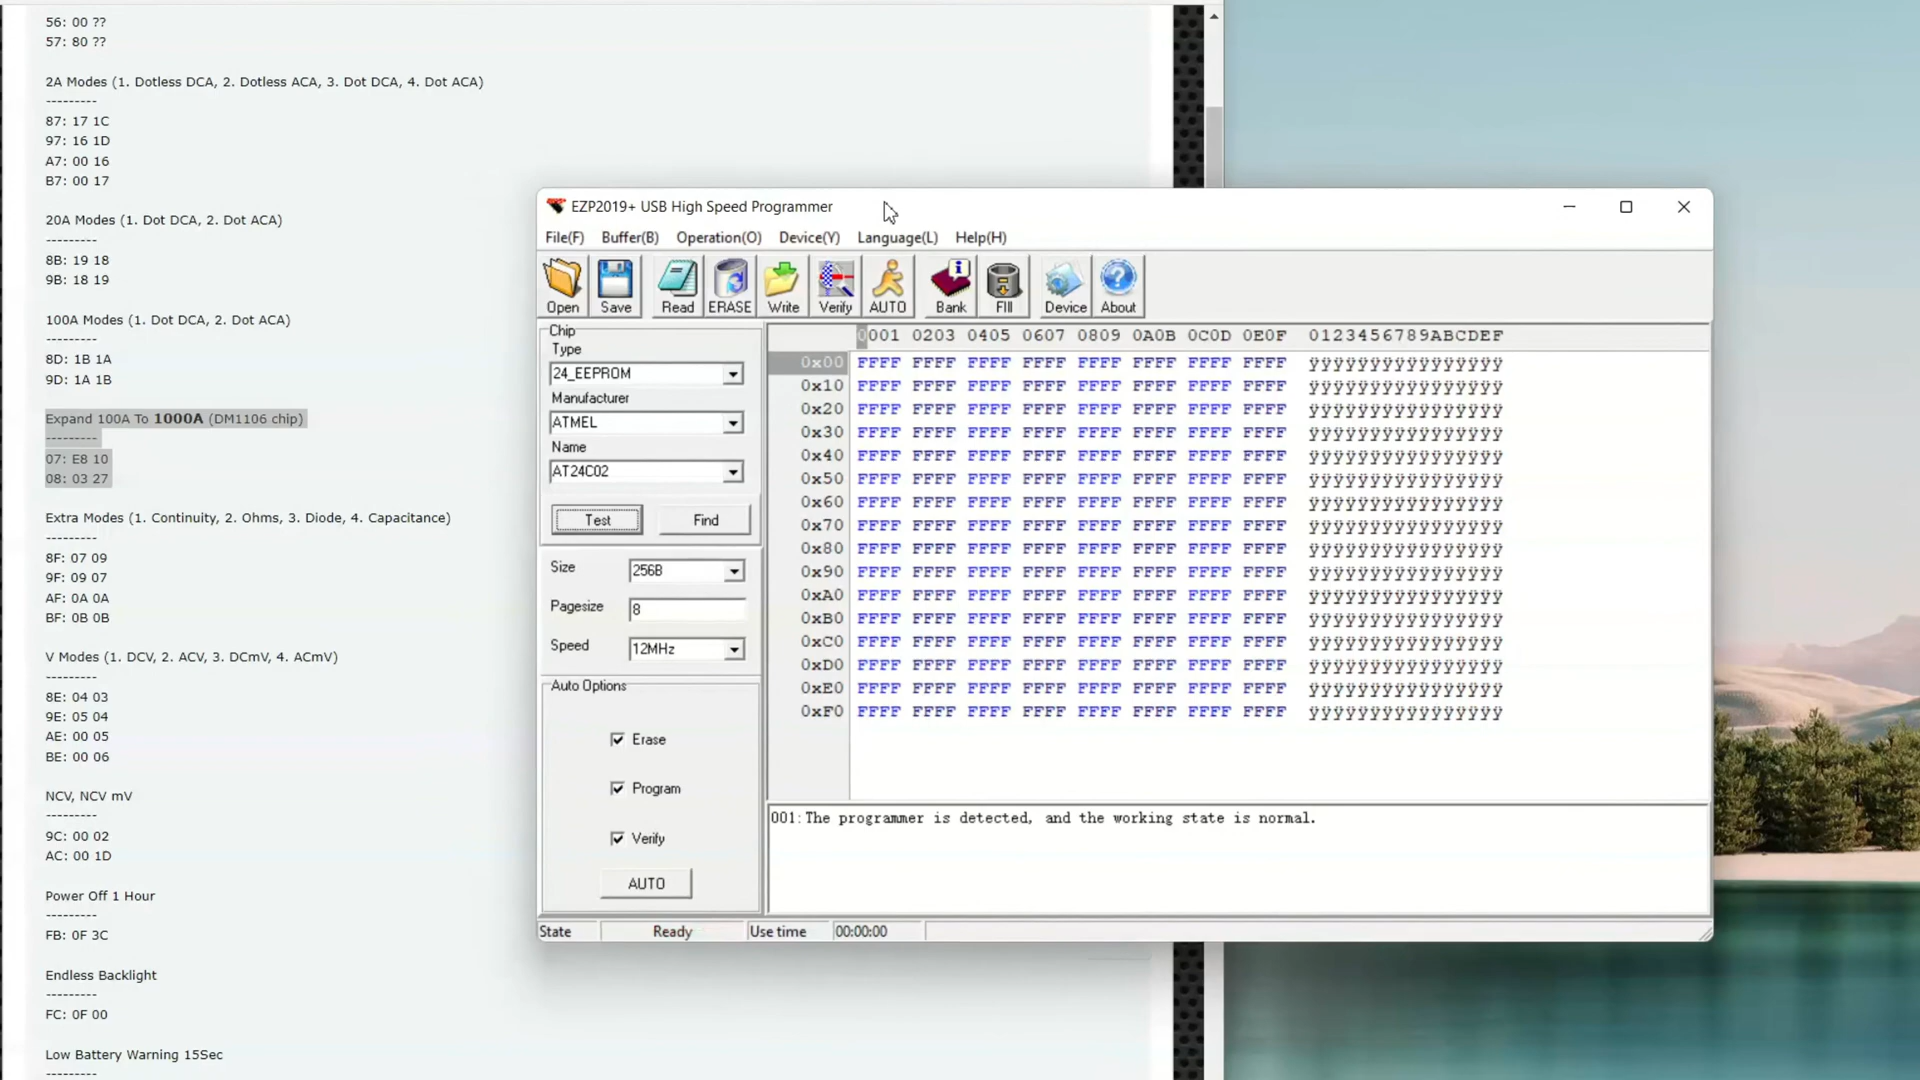 56: 00 ??
57: 80 ??
2A Modes (1. Dotless DCA, 2. Dotless ACA, 3. Dot DCA, 4. Dot ACA)
---------
87: 17 1C
97: 16 1D
A7: 00 16
B7: 00 17
20A Modes (1. Dot DCA, 2. Dot ACA)
---------
8B: 19 18
9B: 18 19
100A Modes (1. Dot DCA, 2. Dot ACA)
---------
8D: 1B 1A
9D: 1A 1B
Expand 100A To 1000A (DM1106 chip)
---------
07: E8 10
08: 03 27
Extra Modes (1. Continuity, 2. Ohms, 3. Diode, 4. Capacitance)
---------
8F: 07 09
9F: 09 07
AF: 0A 0A
BF: 0B 0B
V Modes (1. DCV, 2. ACV, 3. DCmV, 4. ACmV)
---------
8E: 04 03
9E: 05 04
AE: 00 05
BE: 00 06
NCV, NCV mV
---------
9C: 00 02
AC: 00 1D
Power Off 1 Hour
---------
FB: 0F 3C
Endless Backlight
---------
FC: 0F 00
Low Battery Warning 15Sec
---------
EZP2019+ USB High Speed Programmer
File(F) Buffer(B) Operation(O) Device(Y) Language(L) Help(H)
Open Save Read ERASE Write Verify AUTO Bank FIll Device About
Chip
Type
24_EEPROM
Manufacturer
ATMEL
Name
AT24C02
Test Find
Size 256B
Pagesize 8
Speed 12MHz
Auto Options
Erase
Program
Verify
AUTO
0001 0203 0405 0607 0809 0A0B 0C0D 0E0F 0123456789ABCDEF
0x00 FFFF FFFF FFFF FFFF FFFF FFFF FFFF FFFF ÿÿÿÿÿÿÿÿÿÿÿÿÿÿÿÿ
0x10 FFFF FFFF FFFF FFFF FFFF FFFF FFFF FFFF ÿÿÿÿÿÿÿÿÿÿÿÿÿÿÿÿ
0x20 FFFF FFFF FFFF FFFF FFFF FFFF FFFF FFFF ÿÿÿÿÿÿÿÿÿÿÿÿÿÿÿÿ
0x30 FFFF FFFF FFFF FFFF FFFF FFFF FFFF FFFF ÿÿÿÿÿÿÿÿÿÿÿÿÿÿÿÿ
0x40 FFFF FFFF FFFF FFFF FFFF FFFF FFFF FFFF ÿÿÿÿÿÿÿÿÿÿÿÿÿÿÿÿ
0x50 FFFF FFFF FFFF FFFF FFFF FFFF FFFF FFFF ÿÿÿÿÿÿÿÿÿÿÿÿÿÿÿÿ
0x60 FFFF FFFF FFFF FFFF FFFF FFFF FFFF FFFF ÿÿÿÿÿÿÿÿÿÿÿÿÿÿÿÿ
0x70 FFFF FFFF FFFF FFFF FFFF FFFF FFFF FFFF ÿÿÿÿÿÿÿÿÿÿÿÿÿÿÿÿ
0x80 FFFF FFFF FFFF FFFF FFFF FFFF FFFF FFFF ÿÿÿÿÿÿÿÿÿÿÿÿÿÿÿÿ
0x90 FFFF FFFF FFFF FFFF FFFF FFFF FFFF FFFF ÿÿÿÿÿÿÿÿÿÿÿÿÿÿÿÿ
0xA0 FFFF FFFF FFFF FFFF FFFF FFFF FFFF FFFF ÿÿÿÿÿÿÿÿÿÿÿÿÿÿÿÿ
0xB0 FFFF FFFF FFFF FFFF FFFF FFFF FFFF FFFF ÿÿÿÿÿÿÿÿÿÿÿÿÿÿÿÿ
0xC0 FFFF FFFF FFFF FFFF FFFF FFFF FFFF FFFF ÿÿÿÿÿÿÿÿÿÿÿÿÿÿÿÿ
0xD0 FFFF FFFF FFFF FFFF FFFF FFFF FFFF FFFF ÿÿÿÿÿÿÿÿÿÿÿÿÿÿÿÿ
0xE0 FFFF FFFF FFFF FFFF FFFF FFFF FFFF FFFF ÿÿÿÿÿÿÿÿÿÿÿÿÿÿÿÿ
0xF0 FFFF FFFF FFFF FFFF FFFF FFFF FFFF FFFF ÿÿÿÿÿÿÿÿÿÿÿÿÿÿÿÿ
001:The programmer is detected, and the working state is normal.
State Ready Use time 00:00:00